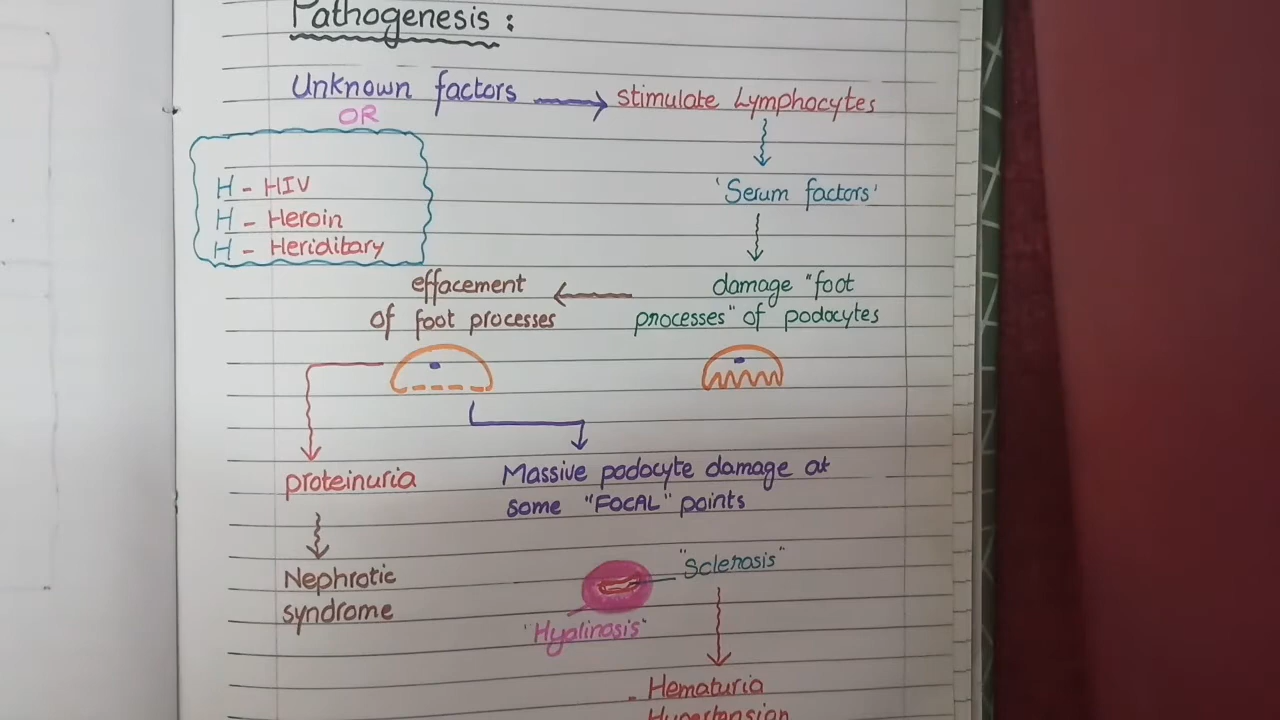 Pathogenesis :
Unknown factors → stimulate Lymphocytes
OR
H - HIV
H - Heroin
H - Heriditary
'Serum factors'
damage "foot
processes" of podocytes
effacement
of foot processes
proteinuria
Nephrotic
syndrome
Massive podocyte damage at
some "FOCAL" points
"Sclerosis"
"Hyalinosis"
- Hematuria
Hypertension